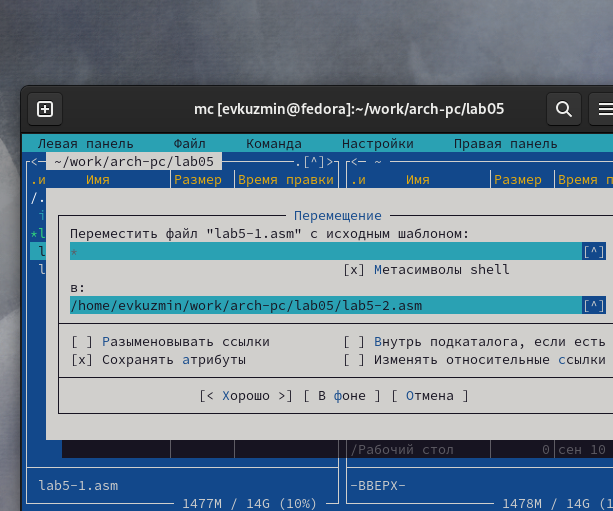 mc [evkuzmin@fedora]:~/work/arch-pc/lab05
Левая панель Файл Команда Настройки Правая панель
<─ ~/work/arch-pc/lab05 ─.[^]>┐┌<─ ~
.и Имя Размер Время правки .и Имя Размер Время п
/.
*l
l
l
Перемещение
Переместить файл "lab5-1.asm" с исходным шаблоном:
* [^]
[x] Метасимволы shell
в:
/home/evkuzmin/work/arch-pc/lab05/lab5-2.asm [^]
[ ] Разыменовывать ссылки [ ] Внутрь подкаталога, если есть
[x] Сохранять атрибуты [ ] Изменять относительные ссылки
[< Хорошо >] [ В фоне ] [ Отмена ]
/Рабочий стол 0 сен 10
lab5-1.asm -ВВЕРХ-
1477M / 14G (10%) 1478M / 14G (1